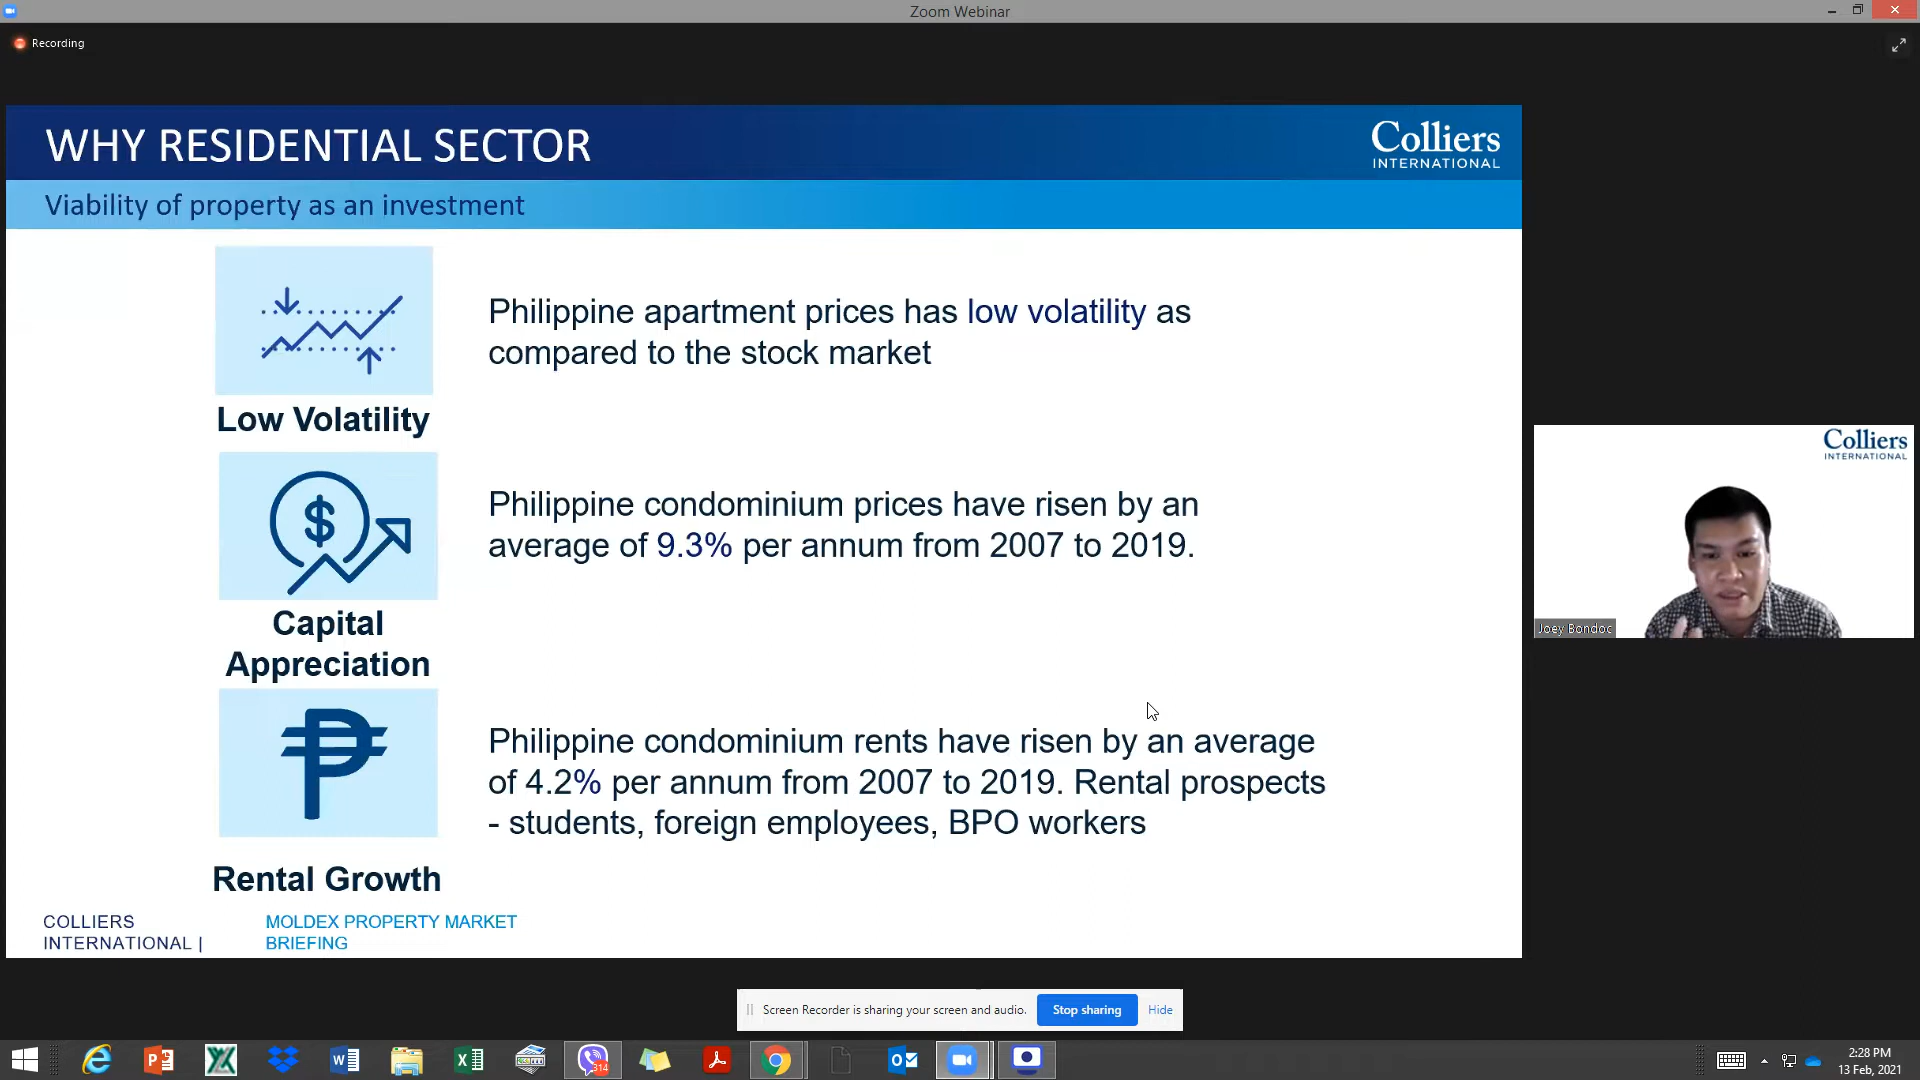 Zoom Webinar
Recording
WHY RESIDENTIAL SECTOR
Colliers
INTERNATIONAL
Viability of property as an investment
Philippine apartment prices has low volatility as
compared to the stock market
Low Volatility
Philippine condominium prices have risen by an
average of 9.3% per annum from 2007 to 2019.
$
Capital
Appreciation
Philippine condominium rents have risen by an average
of 4.2% per annum from 2007 to 2019. Rental prospects
- students, foreign employees, BPO workers
Rental Growth
COLLIERS
INTERNATIONAL |
MOLDEX PROPERTY MARKET
BRIEFING
Colliers
INTERNATIONAL
Joey Bondoc
Screen Recorder is sharing your screen and audio.
Stop sharing
Hide
314
2:28 PM
13 Feb, 2021